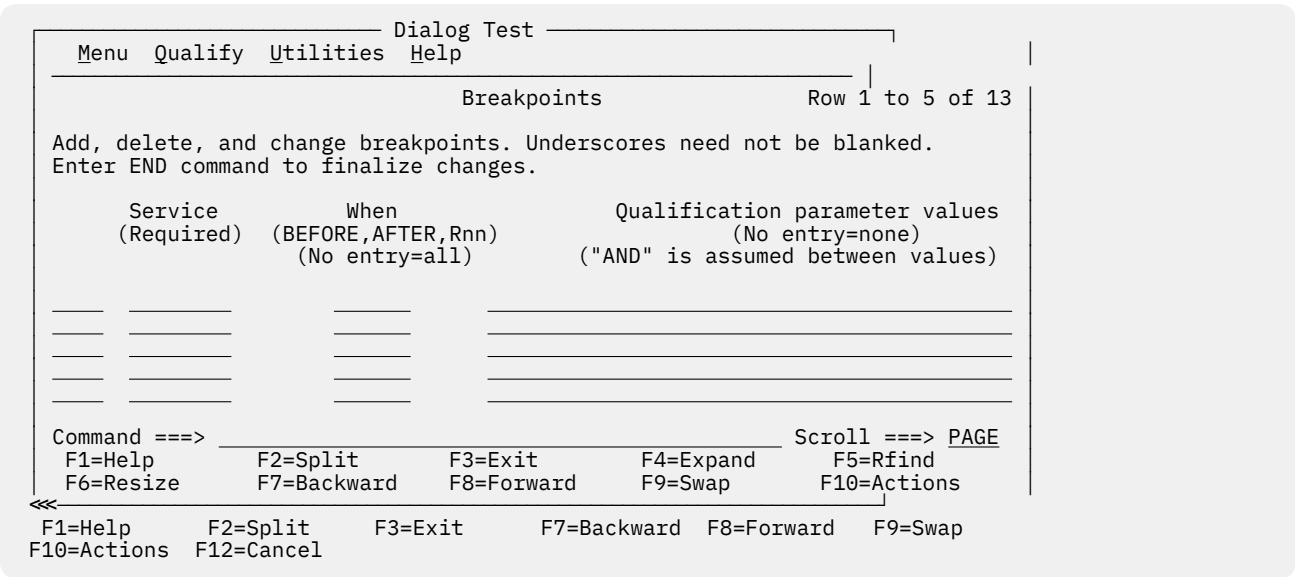 Dialog Test
Menu Qualify Utilities Help
Breakpoints Row 1 to 5 of 13
Add, delete, and change breakpoints. Underscores need not be blanked.
Enter END command to finalize changes.
Service When Qualification parameter values
(Required) (BEFORE,AFTER,Rnn) (No entry=none)
(No entry=all) ("AND" is assumed between values)
Command ===> Scroll ===> PAGE
F1=Help F2=Split F3=Exit F4=Expand F5=Rfind
F6=Resize F7=Backward F8=Forward F9=Swap F10=Actions
F1=Help F2=Split F3=Exit F7=Backward F8=Forward F9=Swap
F10=Actions F12=Cancel